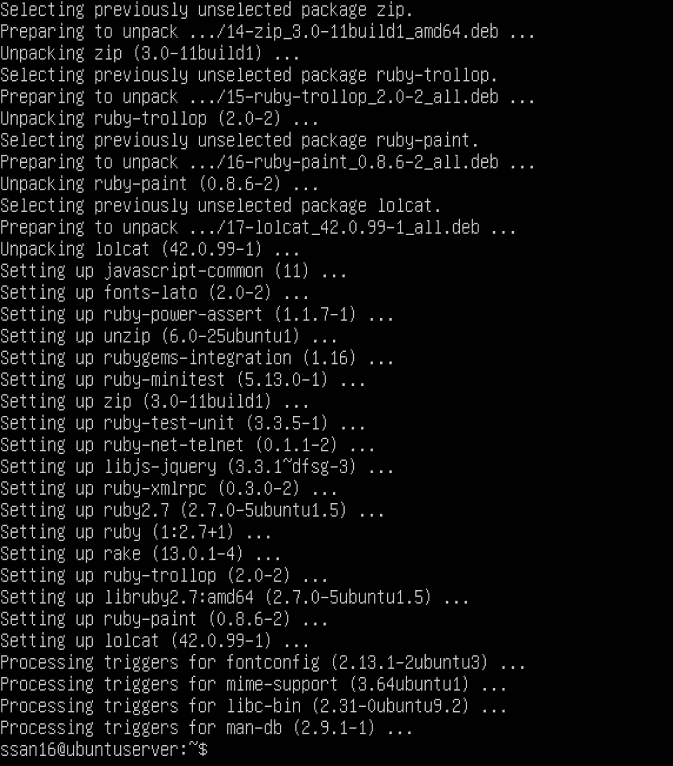 Selecting previously unselected package zip.
Preparing to unpack .../14-zip_3.0-11build1_amd64.deb ...
Unpacking zip (3.0-11build1) ...
Selecting previously unselected package ruby-trollop.
Preparing to unpack .../15-ruby-trollop_2.0-2_all.deb ...
Unpacking ruby-trollop (2.0-2) ...
Selecting previously unselected package ruby-paint.
Preparing to unpack .../16-ruby-paint_0.8.6-2_all.deb ...
Unpacking ruby-paint (0.8.6-2) ...
Selecting previously unselected package lolcat.
Preparing to unpack .../17-lolcat_42.0.99-1_all.deb ...
Unpacking lolcat (42.0.99-1) ...
Setting up javascript-common (11) ...
Setting up fonts-lato (2.0-2) ...
Setting up ruby-power-assert (1.1.7-1) ...
Setting up unzip (6.0-25ubuntu1) ...
Setting up rubygems-integration (1.16) ...
Setting up ruby-minitest (5.13.0-1) ...
Setting up zip (3.0-11build1) ...
Setting up ruby-test-unit (3.3.5-1) ...
Setting up ruby-net-telnet (0.1.1-2) ...
Setting up libjs-jquery (3.3.1~dfsg-3) ...
Setting up ruby-xmlrpc (0.3.0-2) ...
Setting up ruby2.7 (2.7.0-5ubuntu1.5) ...
Setting up ruby (1:2.7+1) ...
Setting up rake (13.0.1-4) ...
Setting up ruby-trollop (2.0-2) ...
Setting up libruby2.7:amd64 (2.7.0-5ubuntu1.5) ...
Setting up ruby-paint (0.8.6-2) ...
Setting up lolcat (42.0.99-1) ...
Processing triggers for fontconfig (2.13.1-2ubuntu3) ...
Processing triggers for mime-support (3.64ubuntu1) ...
Processing triggers for libc-bin (2.31-0ubuntu9.2) ...
Processing triggers for man-db (2.9.1-1) ...
ssan16@ubuntuserver:~$